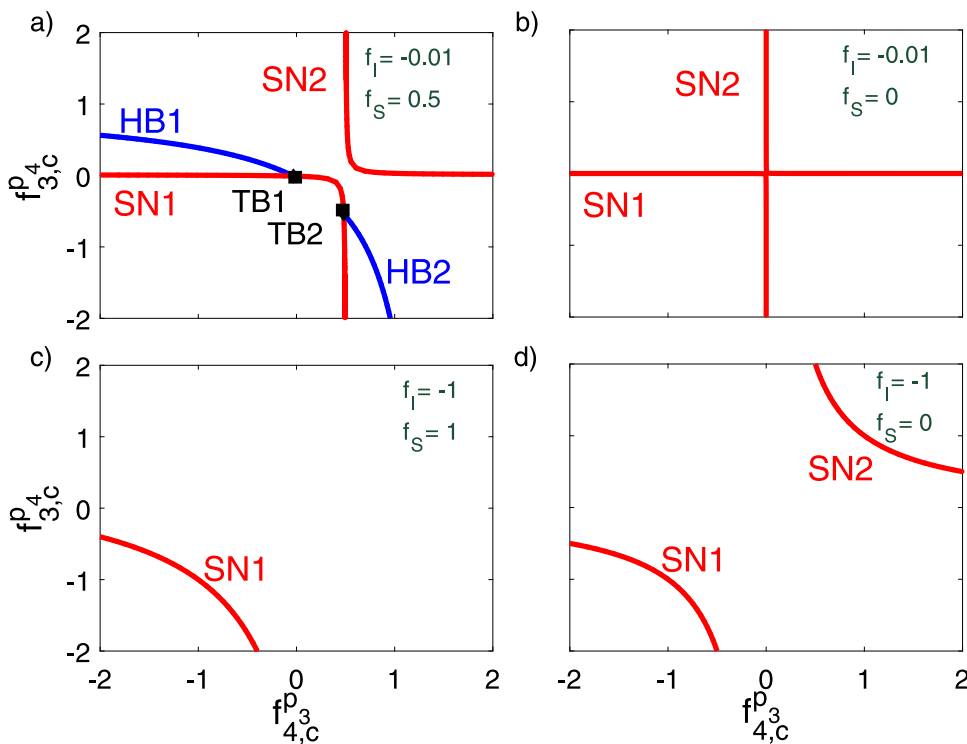 a)
2
1
0
-1
-2
f^{p_4}_{3,c}
HB1
SN1
SN2
TB1
TB2
HB2
f_I= -0.01
f_S= 0.5
b)
SN2
SN1
f_I= -0.01
f_S= 0
c)
2
1
0
-1
-2
f^{p_4}_{3,c}
SN1
f_I= -1
f_S= 1
-2 -1 0 1 2
f^{p_3}_{4,c}
d)
SN2
SN1
f_I= -1
f_S= 0
-2 -1 0 1 2
f^{p_3}_{4,c}